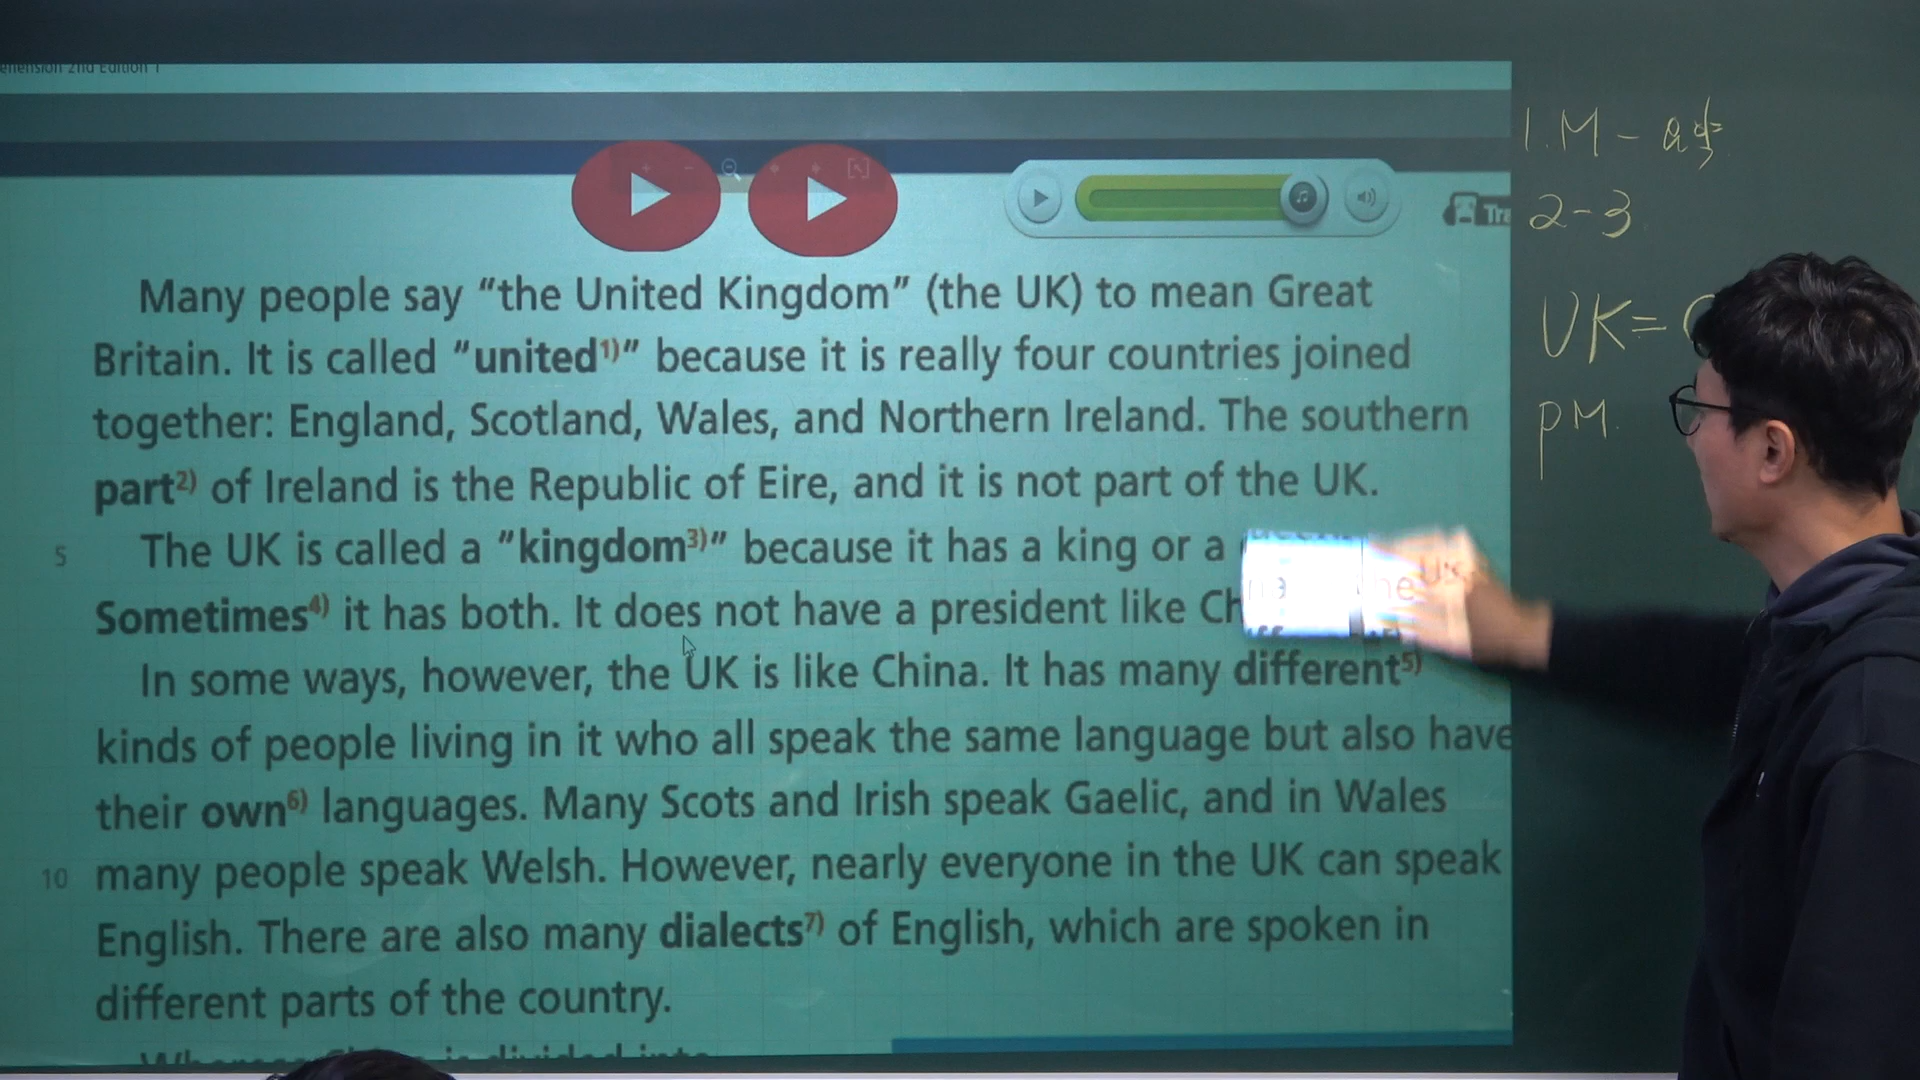 2nd Edition 1
Many people say “the United Kingdom” (the UK) to mean Great
Britain. It is called “united¹⁾” because it is really four countries joined
together: England, Scotland, Wales, and Northern Ireland. The southern
part²⁾ of Ireland is the Republic of Eire, and it is not part of the UK.
5 The UK is called a “kingdom³⁾” because it has a king or a
Sometimes⁴⁾ it has both. It does not have a president like
In some ways, however, the UK is like China. It has many different⁵⁾
kinds of people living in it who all speak the same language but also have
their own⁶⁾ languages. Many Scots and Irish speak Gaelic, and in Wales
10 many people speak Welsh. However, nearly everyone in the UK can speak
English. There are also many dialects⁷⁾ of English, which are spoken in
different parts of the country.
is divided into
1. M -
2-3
UK=
PM.